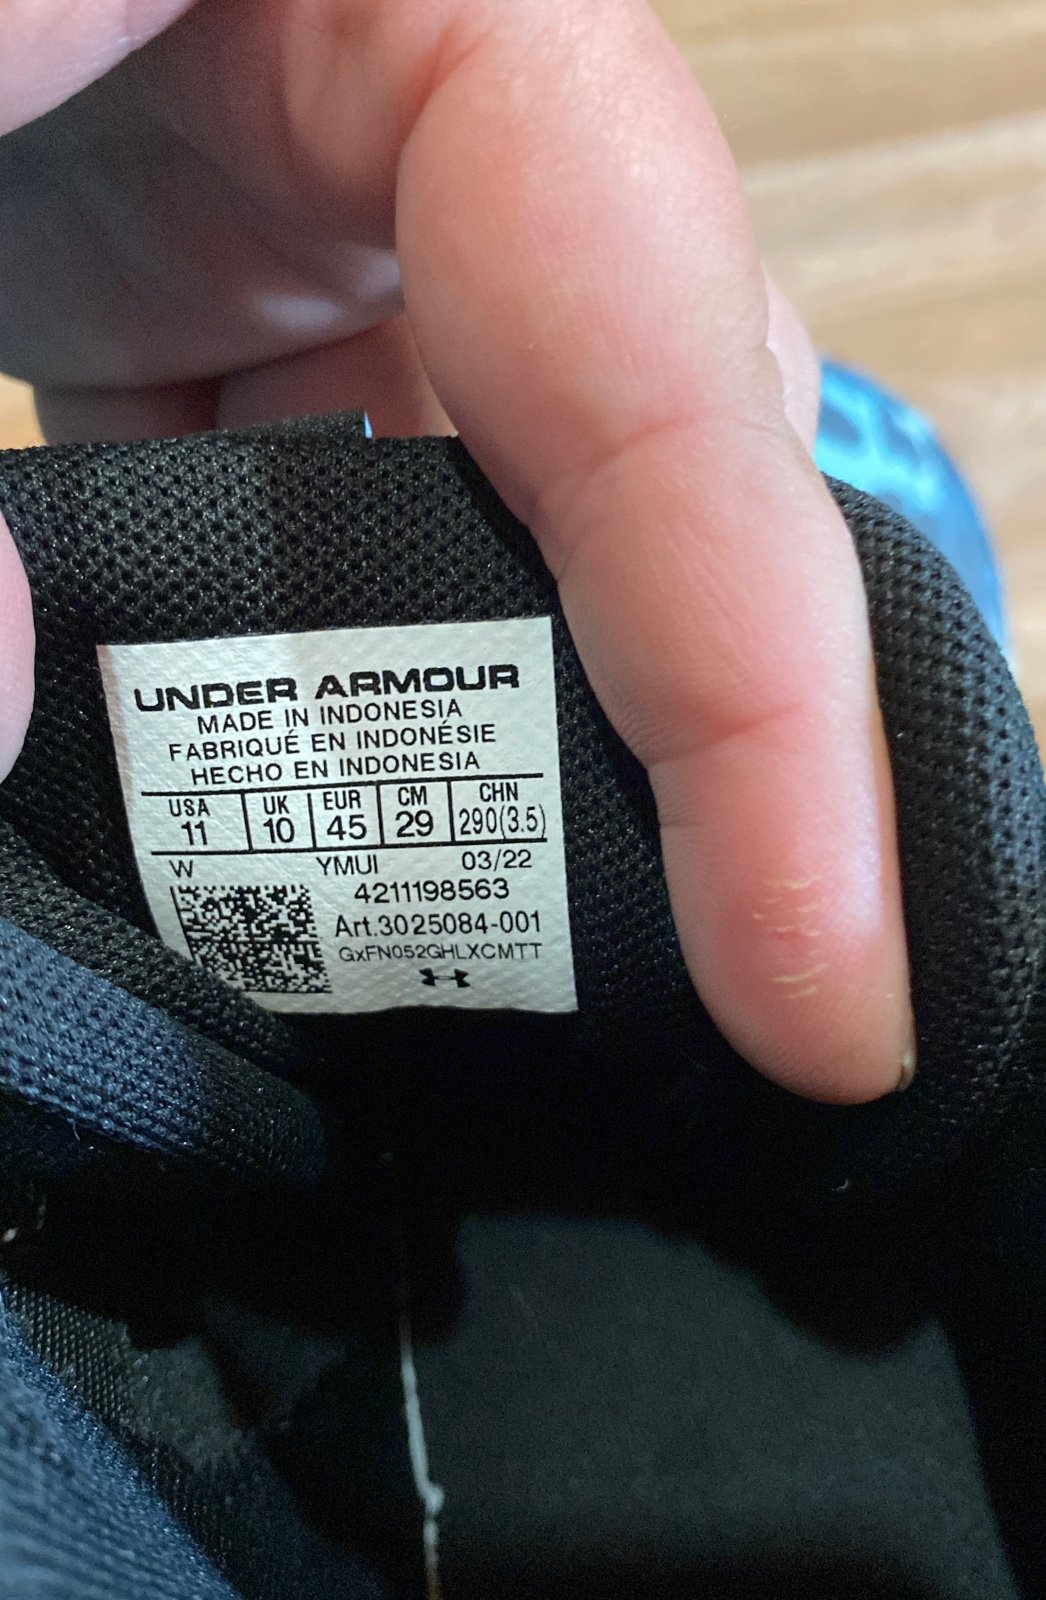 UNDER ARMOUR
MADE IN INDONESIA
FABRIQUÉ EN INDONÉSIE
HECHO EN INDONESIA
USA UK EUR CM CHN
11 10 45 29 290(3.5)
W YMUI 03/22
4211198563
Art.3025084-001
GxFN052GHLXCMTT